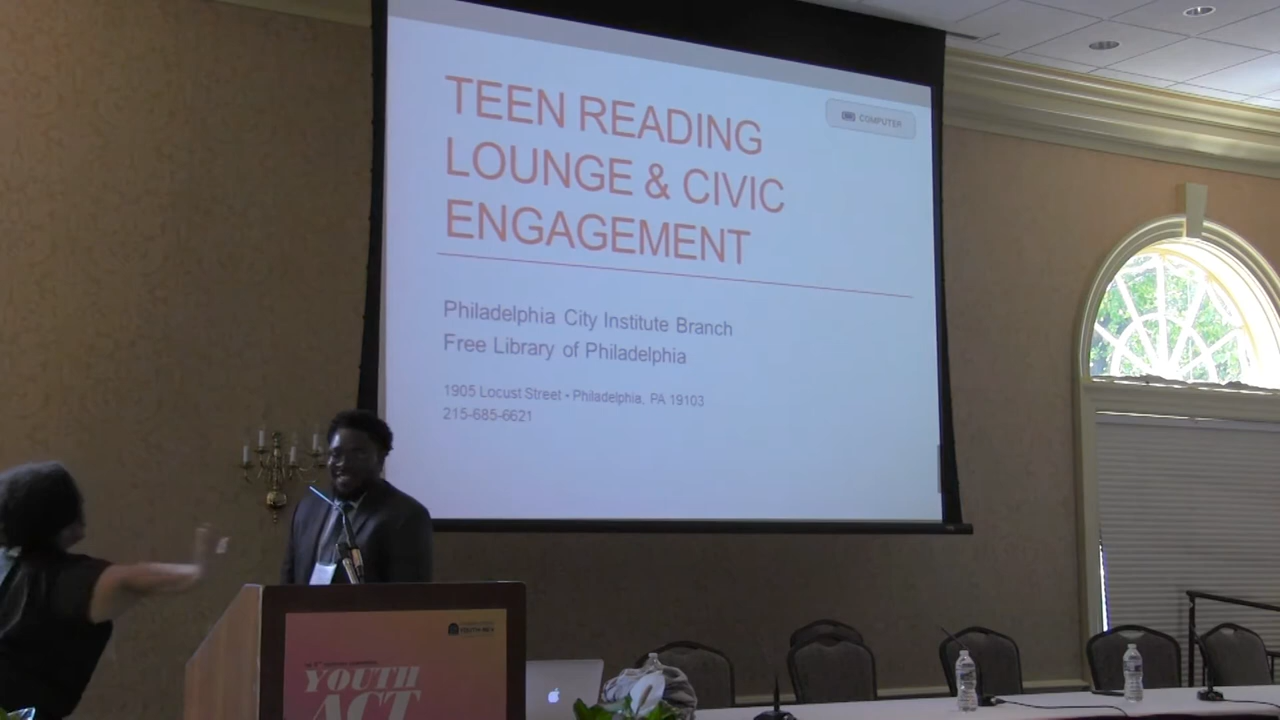 TEEN READING
LOUNGE & CIVIC
ENGAGEMENT
COMPUTER
Philadelphia City Institute Branch
Free Library of Philadelphia
1905 Locust Street • Philadelphia, PA 19103
215-685-6621
YOUTH
ACT